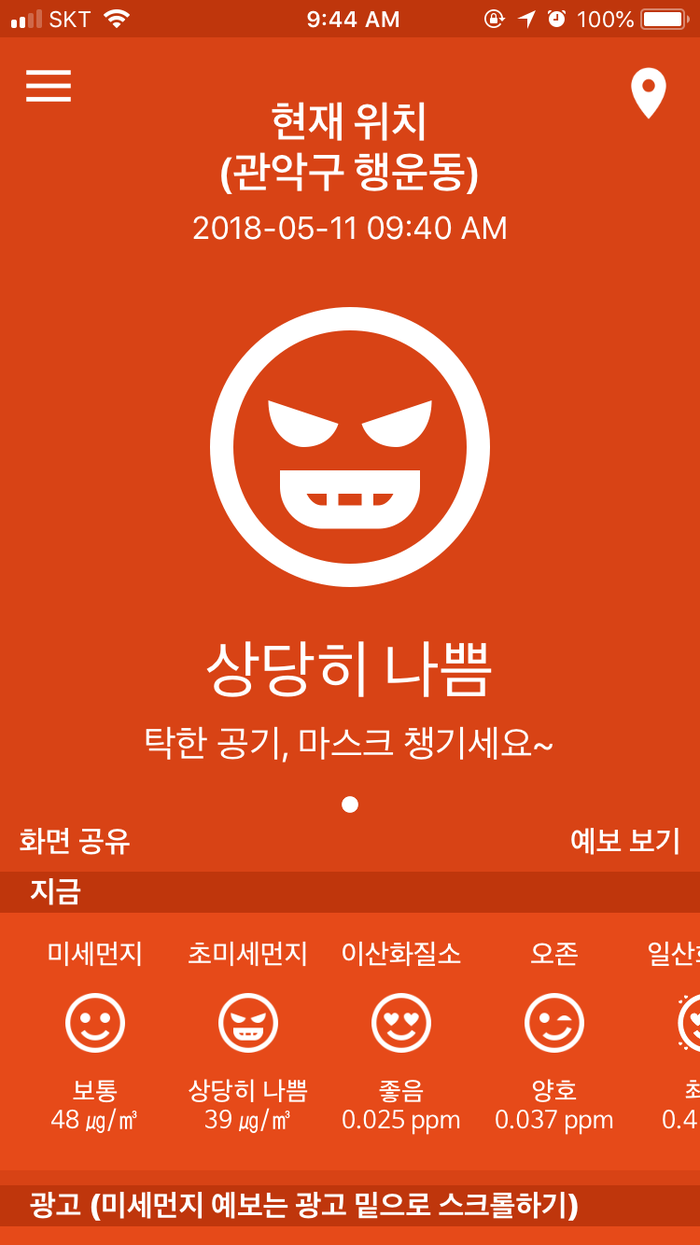 SKT 9:44 AM 100%
현재 위치
(관악구 행운동)
2018-05-11 09:40 AM
상당히 나쁨
탁한 공기, 마스크 챙기세요~
화면 공유 예보 보기
지금
미세먼지 초미세먼지 이산화질소 오존 일산
보통 상당히 나쁨 좋음 양호 최
48 μg/m³ 39 μg/m³ 0.025 ppm 0.037 ppm 0.4
광고 (미세먼지 예보는 광고 밑으로 스크롤하기)